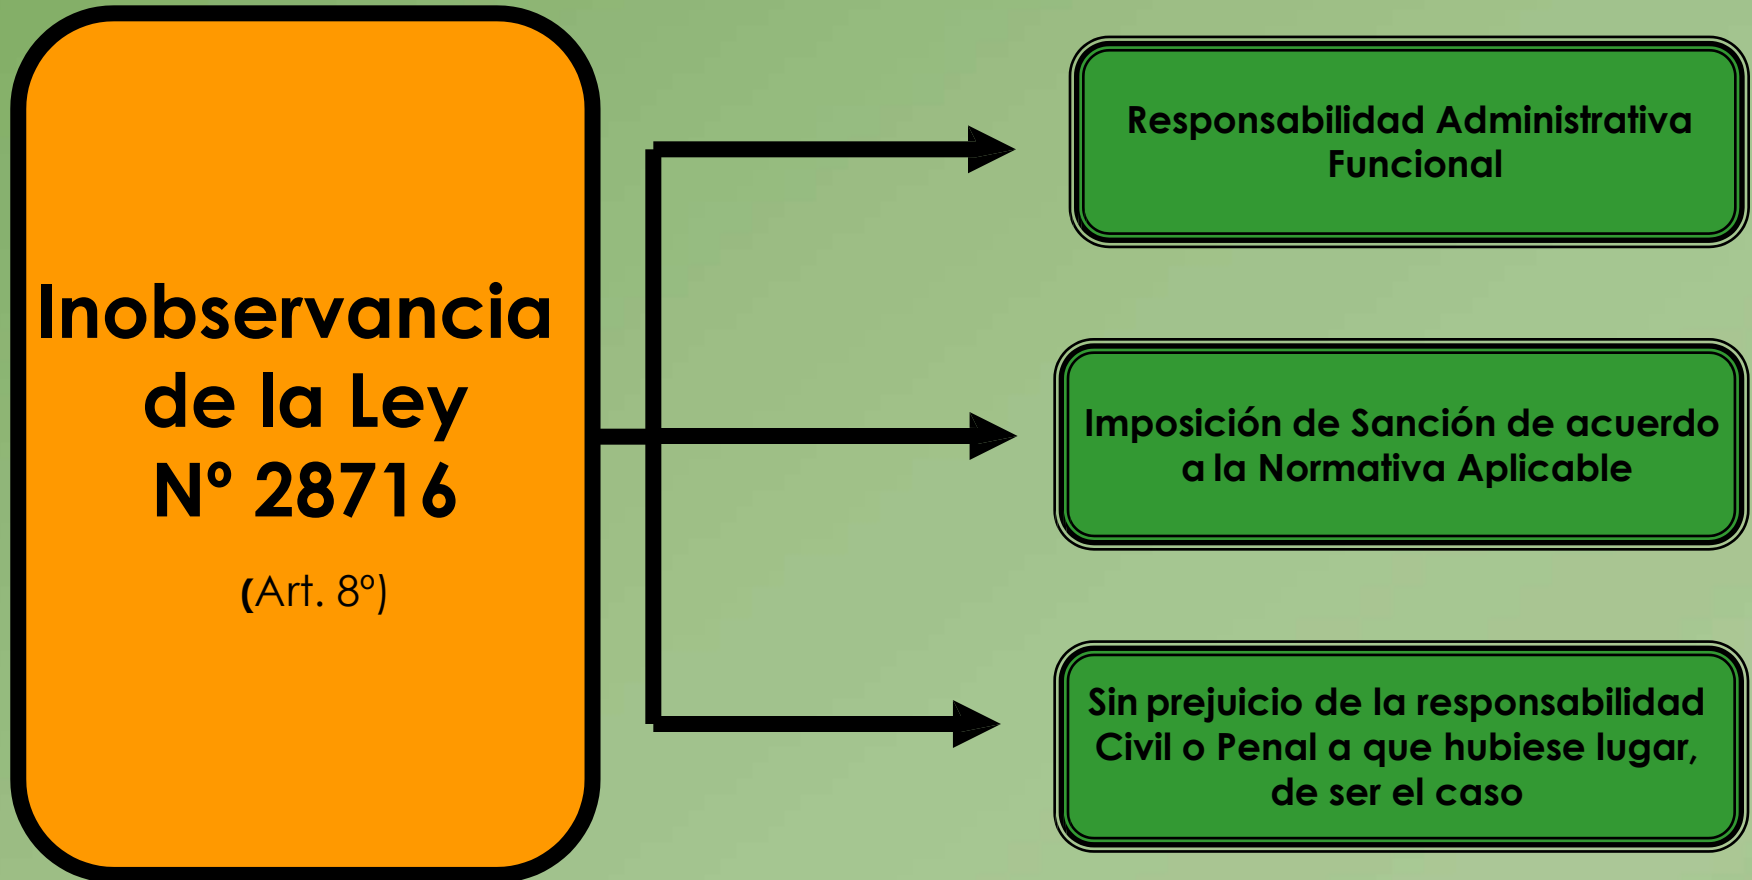 Inobservancia
de la Ley
Nº 28716
(Art. 8º)
Responsabilidad Administrativa
Funcional
Imposición de Sanción de acuerdo
a la Normativa Aplicable
Sin prejuicio de la responsabilidad
Civil o Penal a que hubiese lugar,
de ser el caso